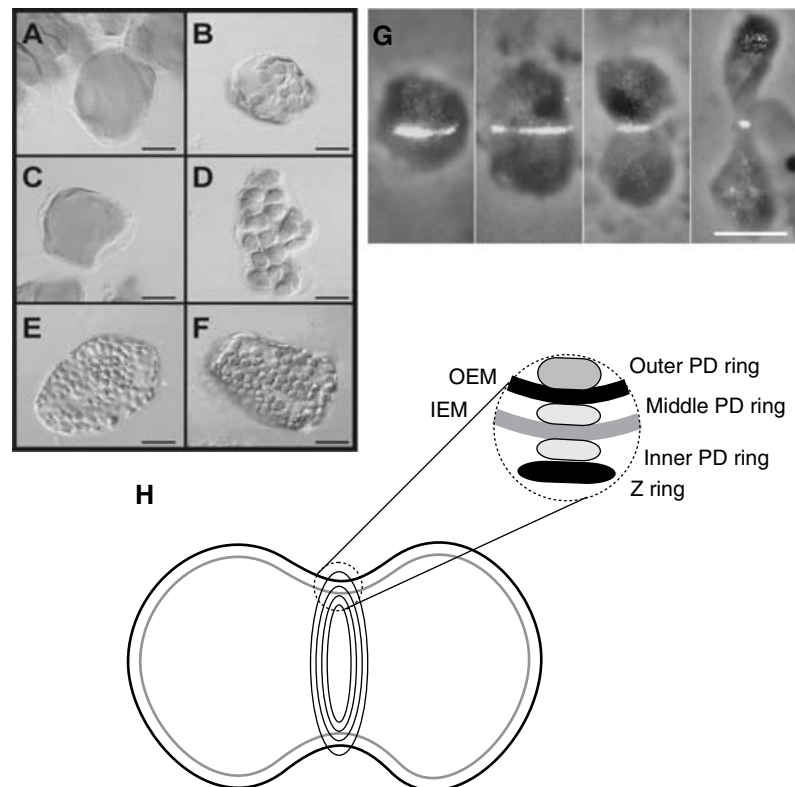 A
B
C
D
E
F
G
H
OEM
IEM
Outer PD ring
Middle PD ring
Inner PD ring
Z ring